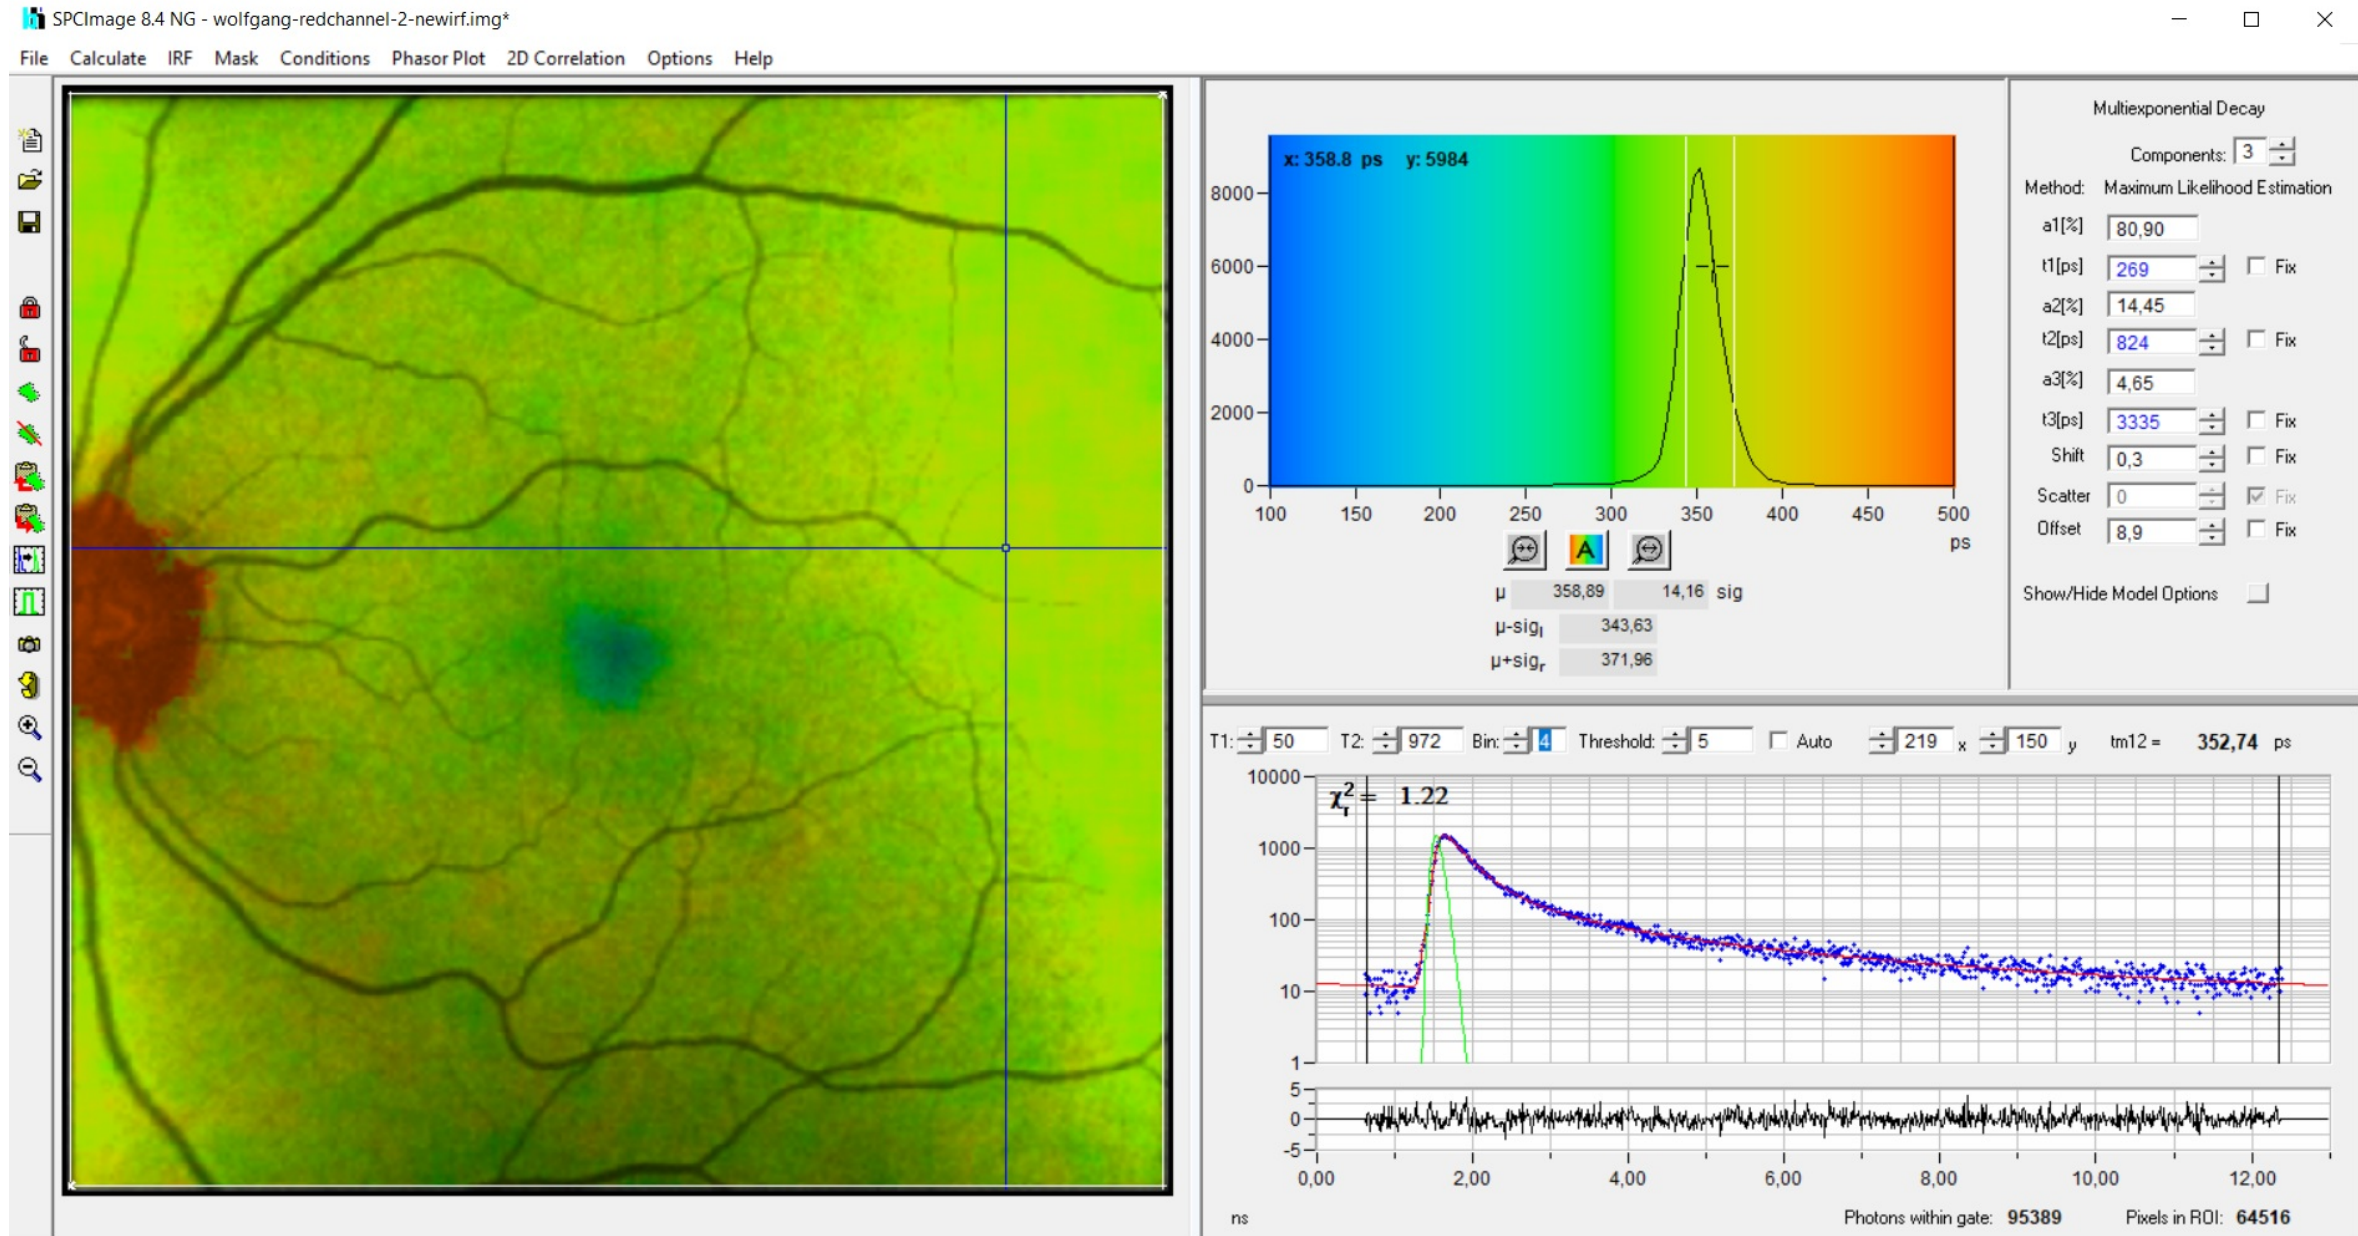 SPCImage 8.4 NG - wolfgang-redchannel-2-newirf.img*
File Calculate IRF Mask Conditions Phasor Plot 2D Correlation Options Help
x: 358.8 ps y: 5984
8000
6000
4000
2000
0
100 150 200 250 300 350 400 450 500
ps
A
μ 358,89 14,16 sig
μ-sigl 343,63
μ+sigr 371,96
Multiexponential Decay
Components: 3
Method: Maximum Likelihood Estimation
a1[%] 80,90
t1[ps] 269 Fix
a2[%] 14,45
t2[ps] 824 Fix
a3[%] 4,65
t3[ps] 3335 Fix
Shift 0,3 Fix
Scatter 0 Fix
Offset 8,9 Fix
Show/Hide Model Options
T1: 50 T2: 972 Bin: 4 Threshold: 5 Auto 219 x 150 y tm12 = 352,74 ps
χ²r = 1.22
10000
1000
100
10
1
5
0
-5
0,00 2,00 4,00 6,00 8,00 10,00 12,00
ns Photons within gate: 95389 Pixels in ROI: 64516